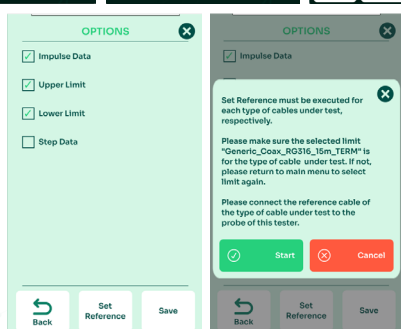 OPTIONS
Impulse Data
Upper Limit
Lower Limit
Step Data
Back
Set
Reference
Save
OPTIONS
Impulse Data
Set Reference must be executed for
each type of cables under test,
respectively.
Please make sure the selected limit
"Generic_Coax_RG316_15m_TERM" is
for the type of cable under test. If not,
please return to main menu to select
limit again.
Please connect the reference cable of
the type of cable under test to the
probe of this tester.
Start
Cancel
Back
Set
Reference
Save